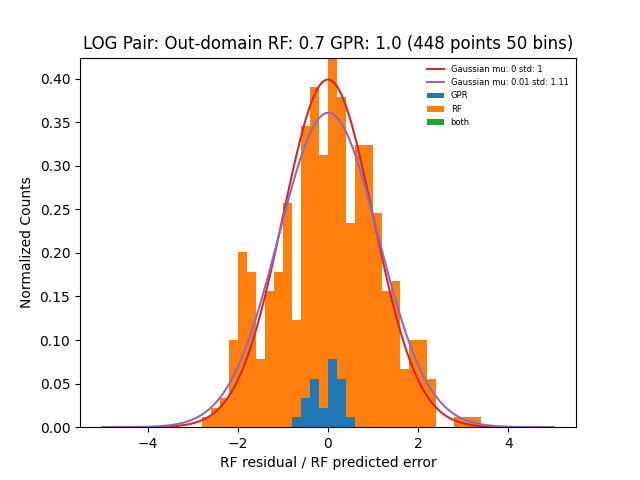 LOG Pair: Out-domain RF: 0.7 GPR: 1.0 (448 points 50 bins)
Gaussian mu: 0 std: 1
Gaussian mu: 0.01 std: 1.11
GPR
RF
both
Normalized Counts
0.40
0.35
0.30
0.25
0.20
0.15
0.10
0.05
0.00
−4
−2
0
2
4
RF residual / RF predicted error